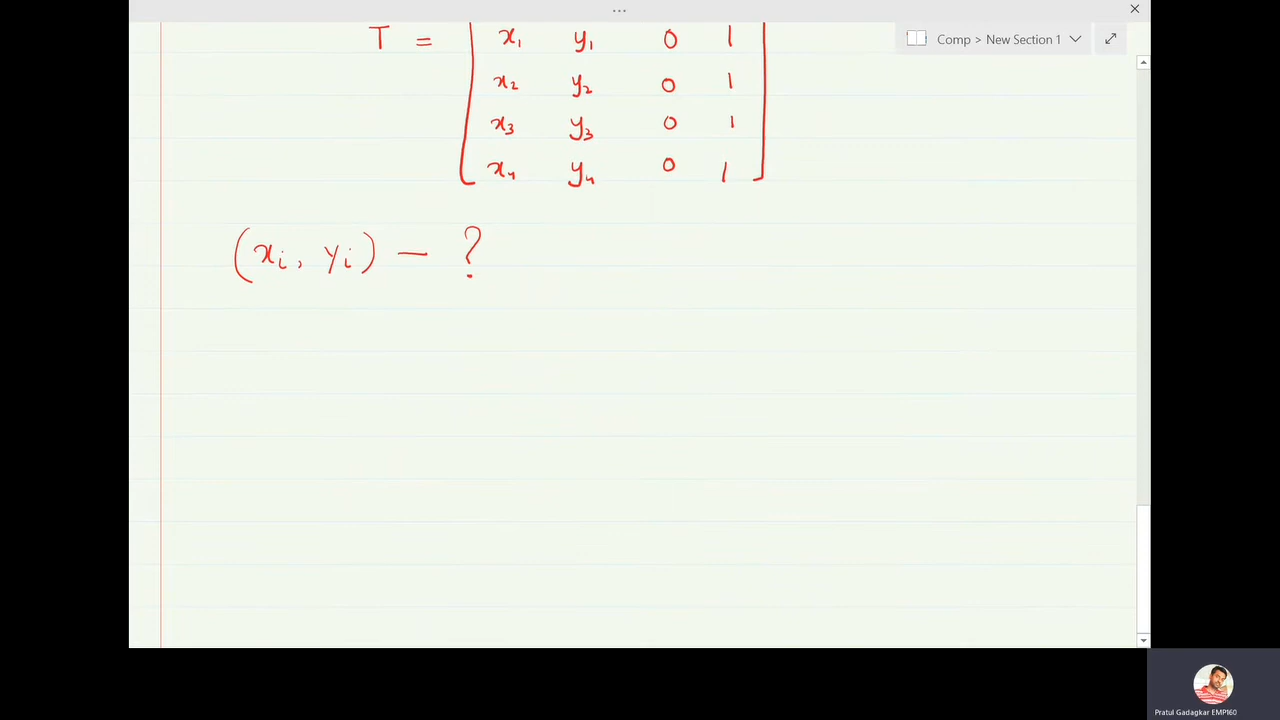 Comp > New Section 1
T = [ x₁ y₁ 0 1
x₂ y₂ 0 1
x₃ y₃ 0 1
x₄ y₄ 0 1 ]
(xᵢ, yᵢ) — ?
Pratul Gadagkar EMP160